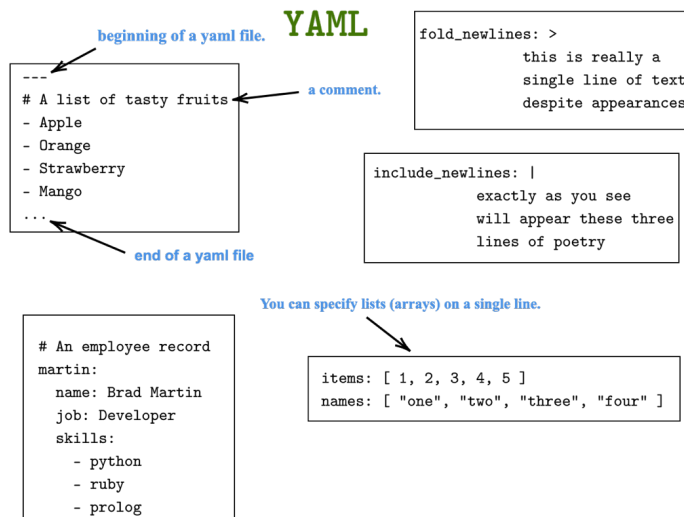 YAML
beginning of a yaml file.
---
# A list of tasty fruits
- Apple
- Orange
- Strawberry
- Mango
...
a comment.
end of a yaml file
fold_newlines: >
this is really a
single line of text
despite appearances
include_newlines: |
exactly as you see
will appear these three
lines of poetry
You can specify lists (arrays) on a single line.
items: [ 1, 2, 3, 4, 5 ]
names: [ "one", "two", "three", "four" ]
# An employee record
martin:
name: Brad Martin
job: Developer
skills:
- python
- ruby
- prolog